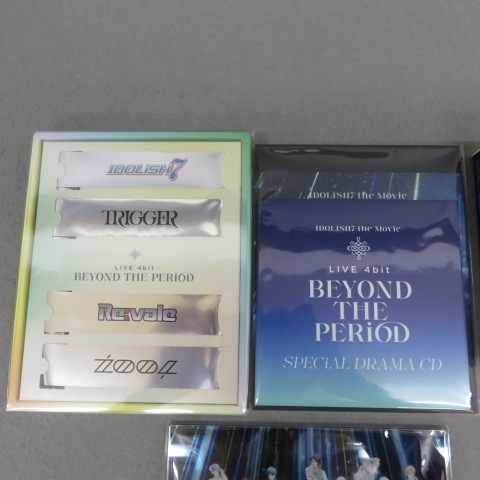 IDOLiSH7
TRIGGER
LIVE 4bit
BEYOND THE PERiOD
Re:vale
ŹOOĻ
IDOLiSH7 the Movie
IDOLiSH7 the Movie
LIVE 4bit
BEYOND
THE
PERiOD
SPECiAL DRAMA CD